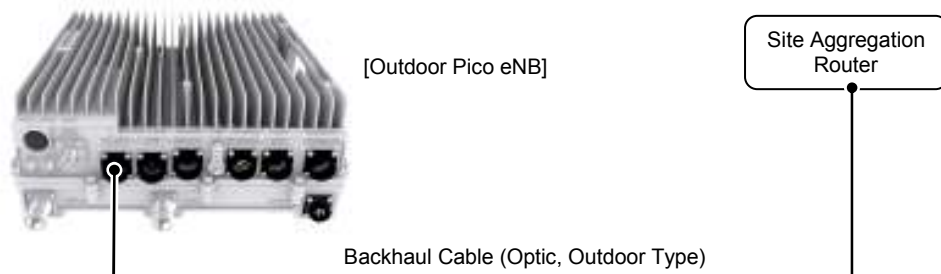 [Outdoor Pico eNB]
Site Aggregation
Router
Backhaul Cable (Optic, Outdoor Type)